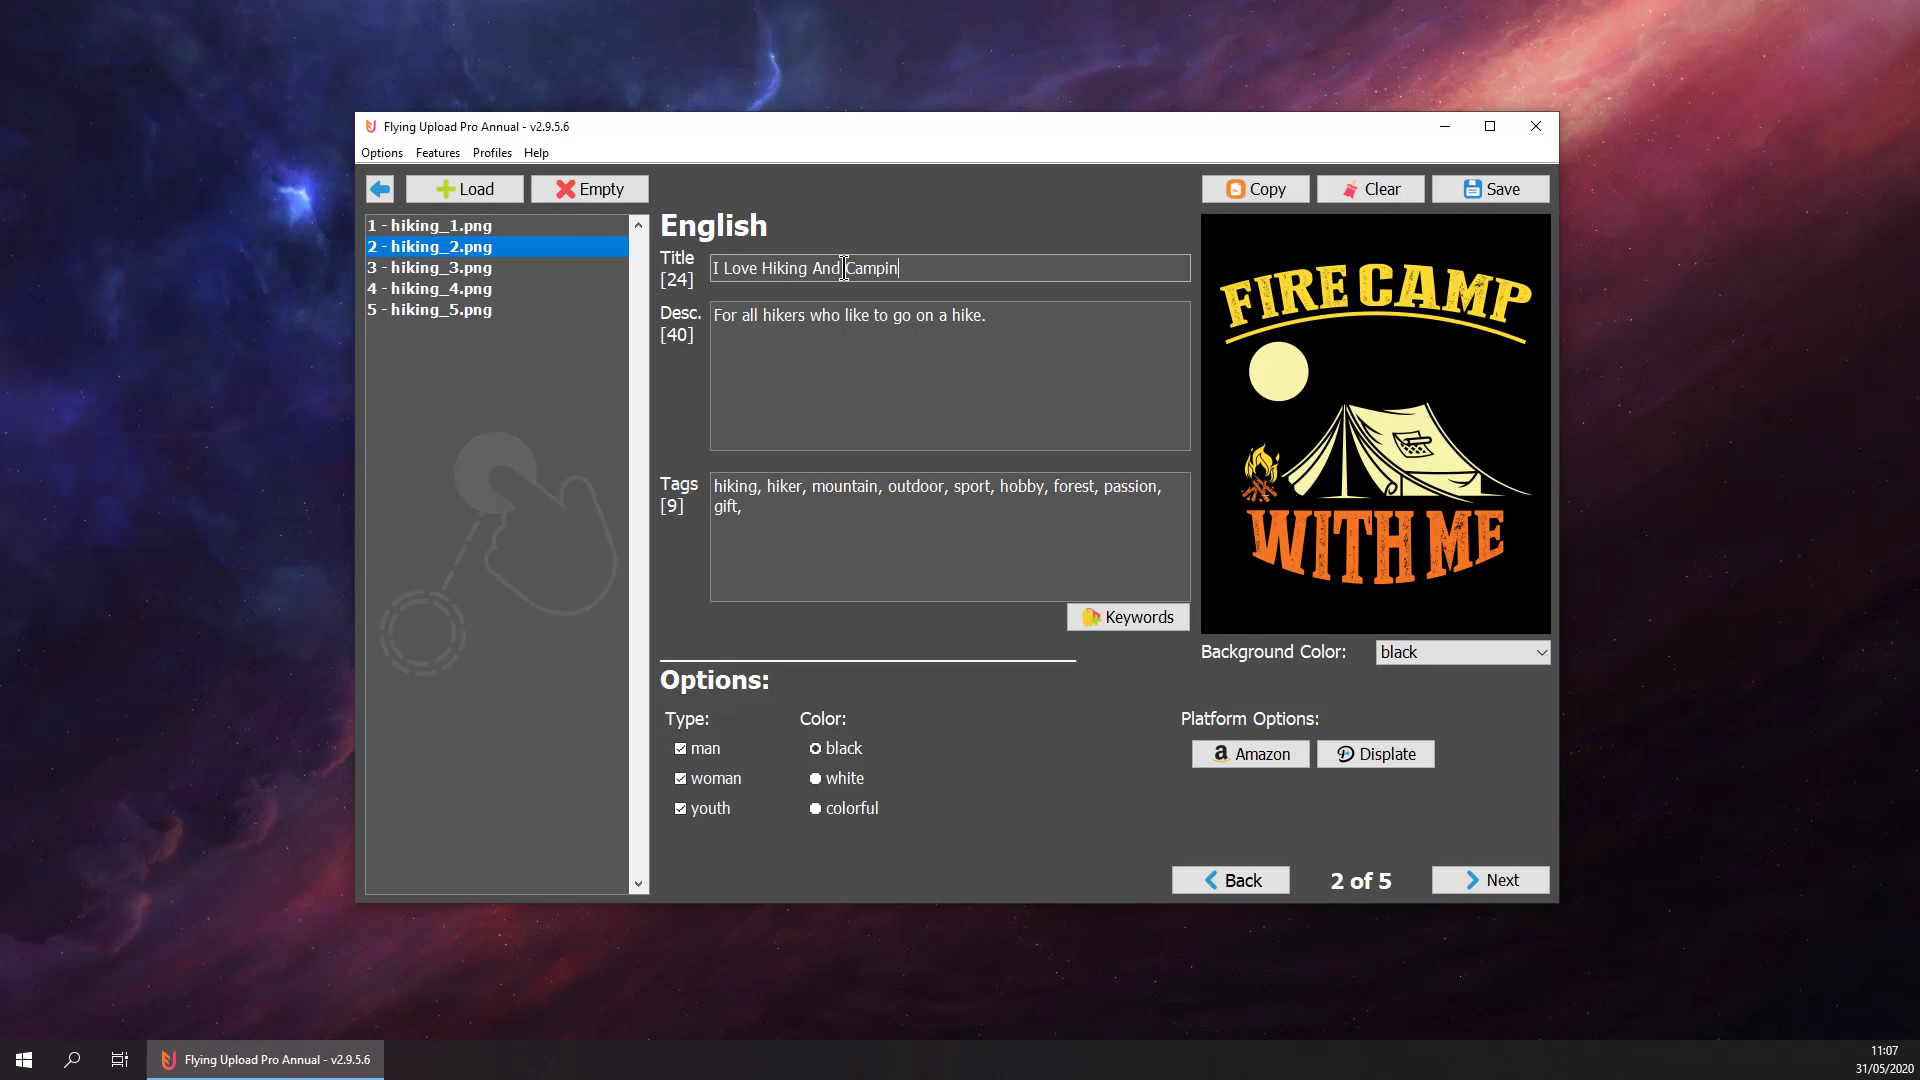 Flying Upload Pro Annual - v2.9.5.6
Options Features Profiles Help
Load Empty Copy Clear Save
1 - hiking_1.png
2 - hiking_2.png
3 - hiking_3.png
4 - hiking_4.png
5 - hiking_5.png
English
Title
[24]
I Love Hiking And Campin
Desc.
[40]
For all hikers who like to go on a hike.
Tags
[9]
hiking, hiker, mountain, outdoor, sport, hobby, forest, passion,
gift,
Keywords
FIRE CAMP
WITH ME
Background Color: black
Options:
Type:
man
woman
youth
Color:
black
white
colorful
Platform Options:
Amazon Displate
Back 2 of 5 Next
Flying Upload Pro Annual - v2.9.5.6
11:07
31/05/2020